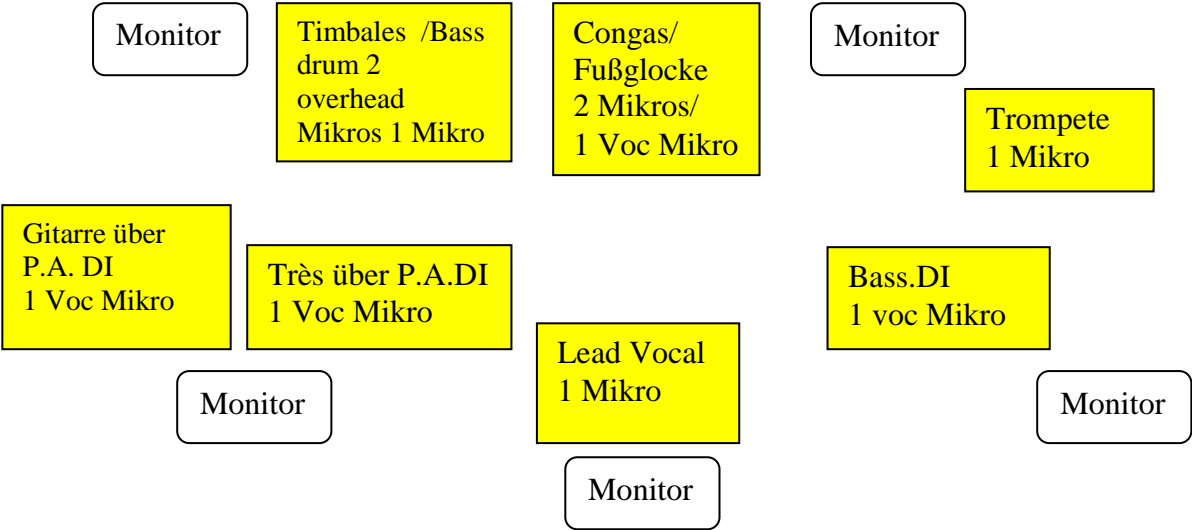 Monitor
Timbales /Bass
drum 2
overhead
Mikros 1 Mikro
Congas/
Fußglocke
2 Mikros/
1 Voc Mikro
Monitor
Trompete
1 Mikro
Gitarre über
P.A. DI
1 Voc Mikro
Très über P.A.DI
1 Voc Mikro
Bass.DI
1 voc Mikro
Lead Vocal
1 Mikro
Monitor
Monitor
Monitor